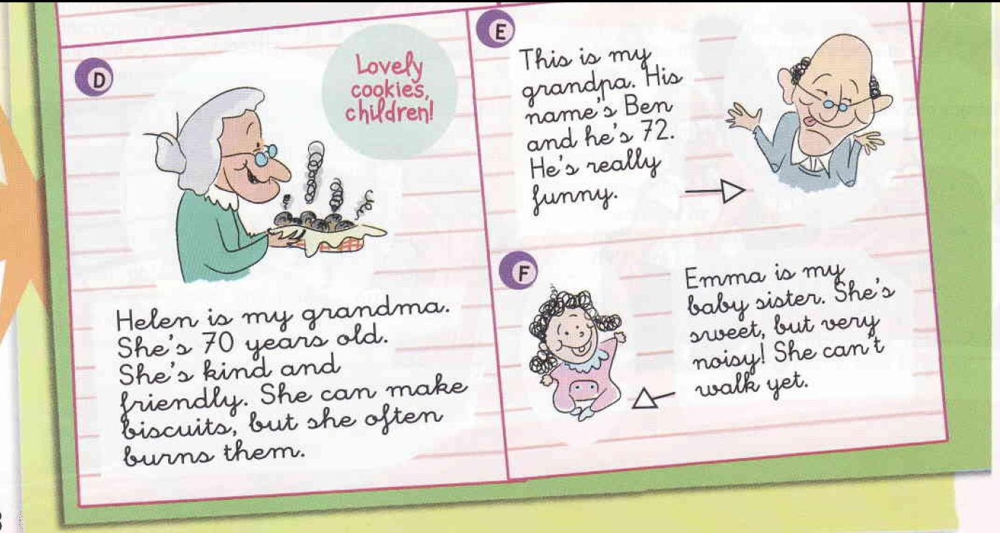 D
Lovely
cookies,
children!
Helen is my grandma.
She's 70 years old.
She's kind and
friendly. She can make
biscuits, but she often
burns them.
E
This is my
grandpa. His
name's Ben
and he's 72.
He's really
funny.
F
Emma is my
baby sister. She's
sweet, but very
noisy! She can't
walk yet.